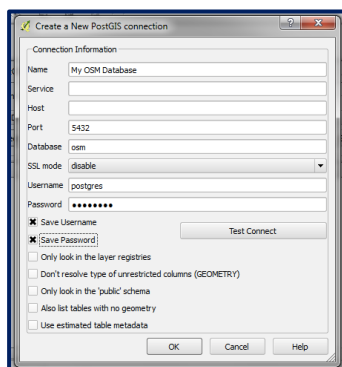 Create a New PostGIS connection
Connection Information
Name My OSM Database
Service
Host
Port 5432
Database osm
SSL mode disable
Username postgres
Password ••••••••
Save Username
Test Connect
Save Password
Only look in the layer registries
Don't resolve type of unrestricted columns (GEOMETRY)
Only look in the 'public' schema
Also list tables with no geometry
Use estimated table metadata
OK Cancel Help